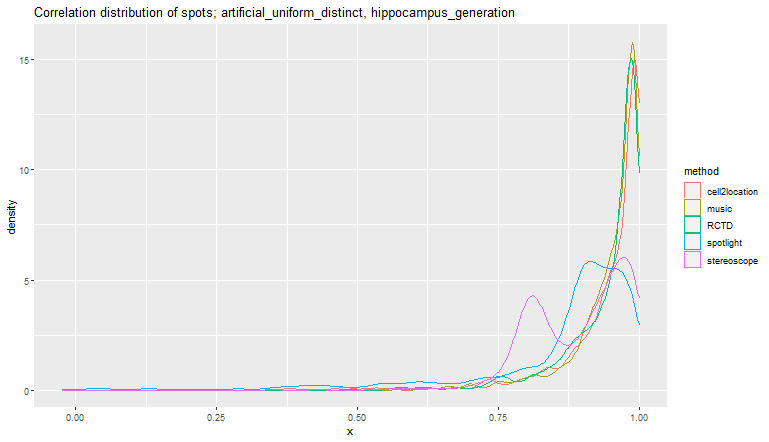 Correlation distribution of spots; artificial_uniform_distinct, hippocampus_generation
15
10
5
0
density
0.00
0.25
0.50
0.75
1.00
x
method
cell2location
music
RCTD
spotlight
stereoscope